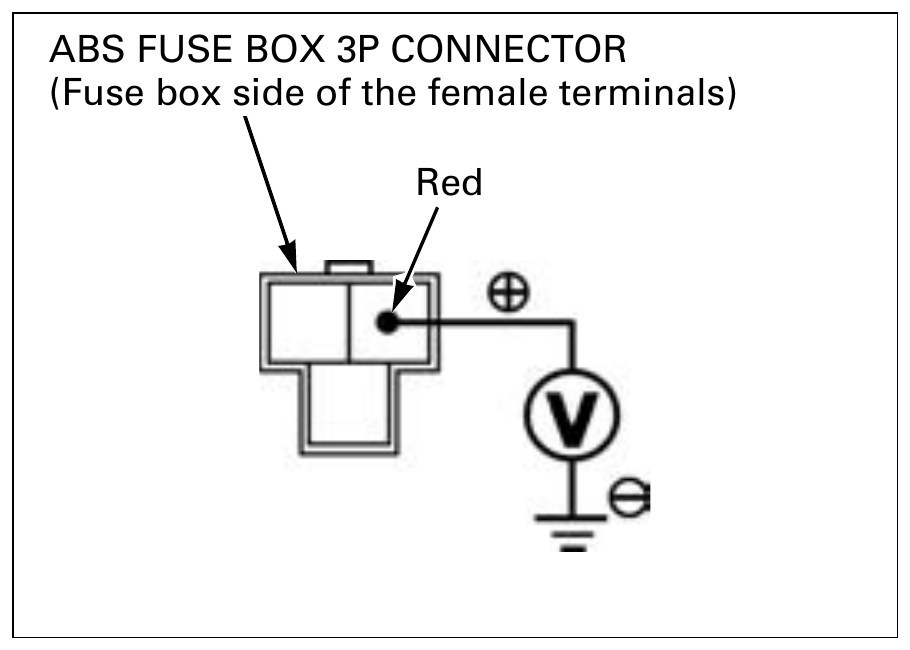 ABS FUSE BOX 3P CONNECTOR
(Fuse box side of the female terminals)
Red
V